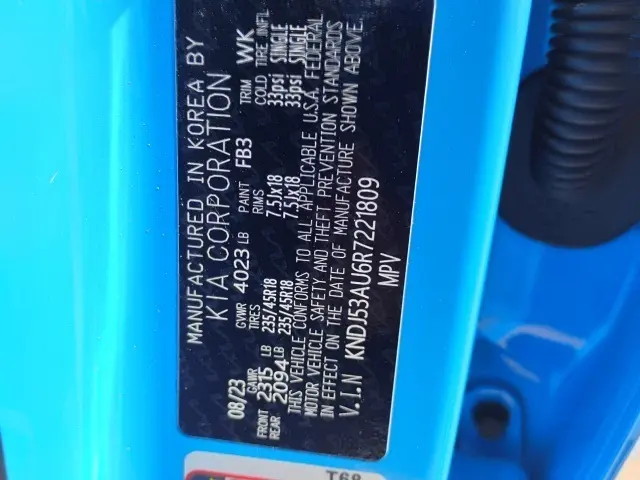 MANUFACTURED IN KOREA BY
KIA CORPORATION
08/23 GVWR 4023 LB PAINT FB3 TRIM WK
GAWR TIRES RIMS COLD TIRE INFL
FRONT 2315 LB 235/45R18 7.5Jx18 33psi SINGLE
REAR 2094 LB 235/45R18 7.5Jx18 33psi SINGLE
THIS VEHICLE CONFORMS TO ALL APPLICABLE U.S.A. FEDERAL
MOTOR VEHICLE SAFETY AND THEFT PREVENTION STANDARDS
IN EFFECT ON THE DATE OF MANUFACTURE SHOWN ABOVE.
V.I.N KNDJ53AU6R7221809
MPV
T68